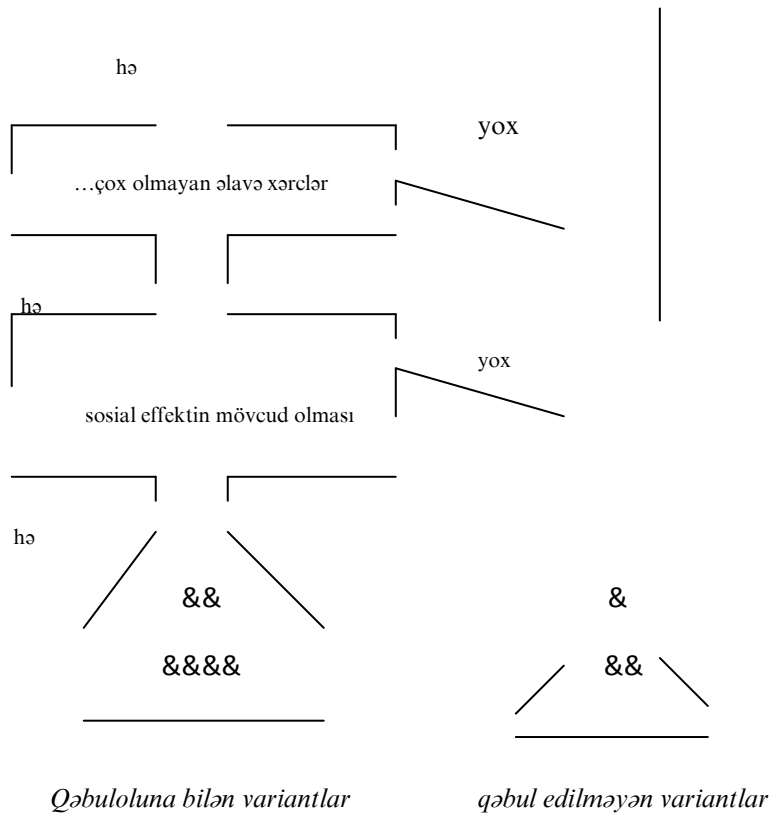 hə
yox
...çox olmayan əlavə xərclər
hə
yox
sosial effektin mövcud olması
hə
&& &
&&&& &&
Qəbuloluna bilən variantlar qəbul edilməyən variantlar